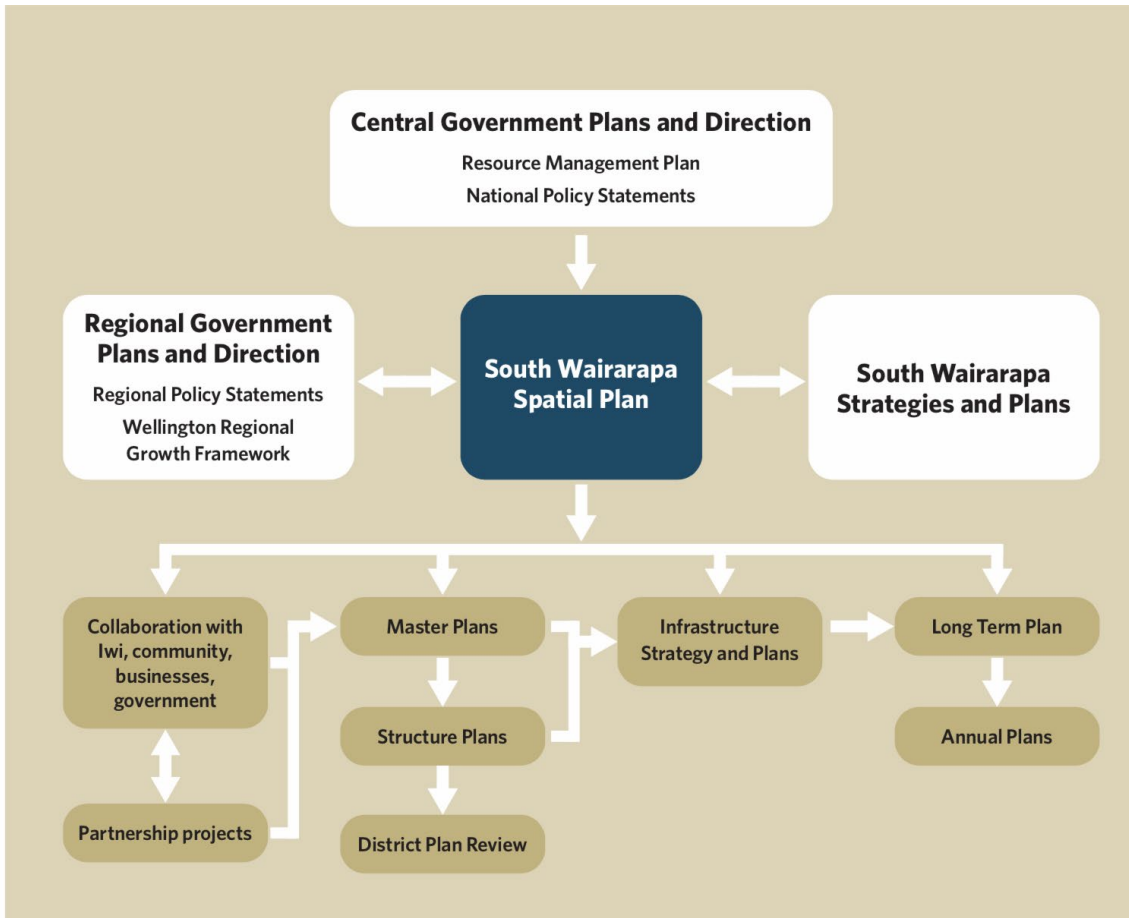 Central Government Plans and Direction
Resource Management Plan
National Policy Statements
Regional Government
Plans and Direction
Regional Policy Statements
Wellington Regional
Growth Framework
South Wairarapa
Spatial Plan
South Wairarapa
Strategies and Plans
Collaboration with
Iwi, community,
businesses,
government
Partnership projects
Master Plans
Structure Plans
District Plan Review
Infrastructure
Strategy and Plans
Long Term Plan
Annual Plans